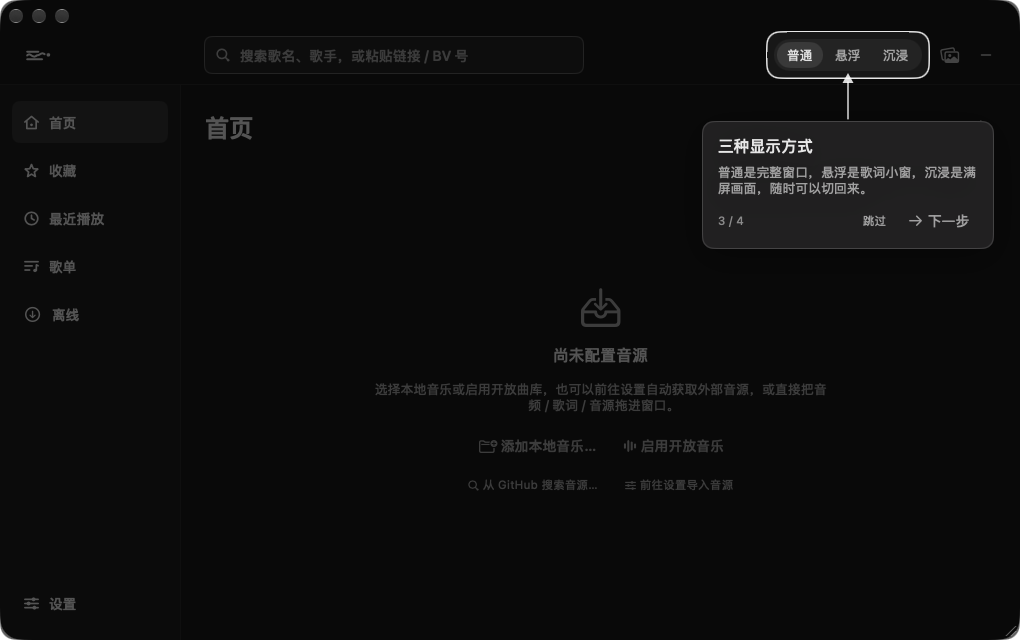 搜索歌名、歌手，或粘贴链接 / BV 号
普通 悬浮 沉浸
首页
收藏
最近播放
歌单
离线
设置
首页
三种显示方式
普通是完整窗口，悬浮是歌词小窗，沉浸是满
屏画面，随时可以切回来。
3 / 4 跳过 下一步
尚未配置音源
选择本地音乐或启用开放曲库，也可以前往设置自动获取外部音源，或直接把音
频 / 歌词 / 音源拖进窗口。
添加本地音乐... 启用开放音乐
从 GitHub 搜索音源... 前往设置导入音源